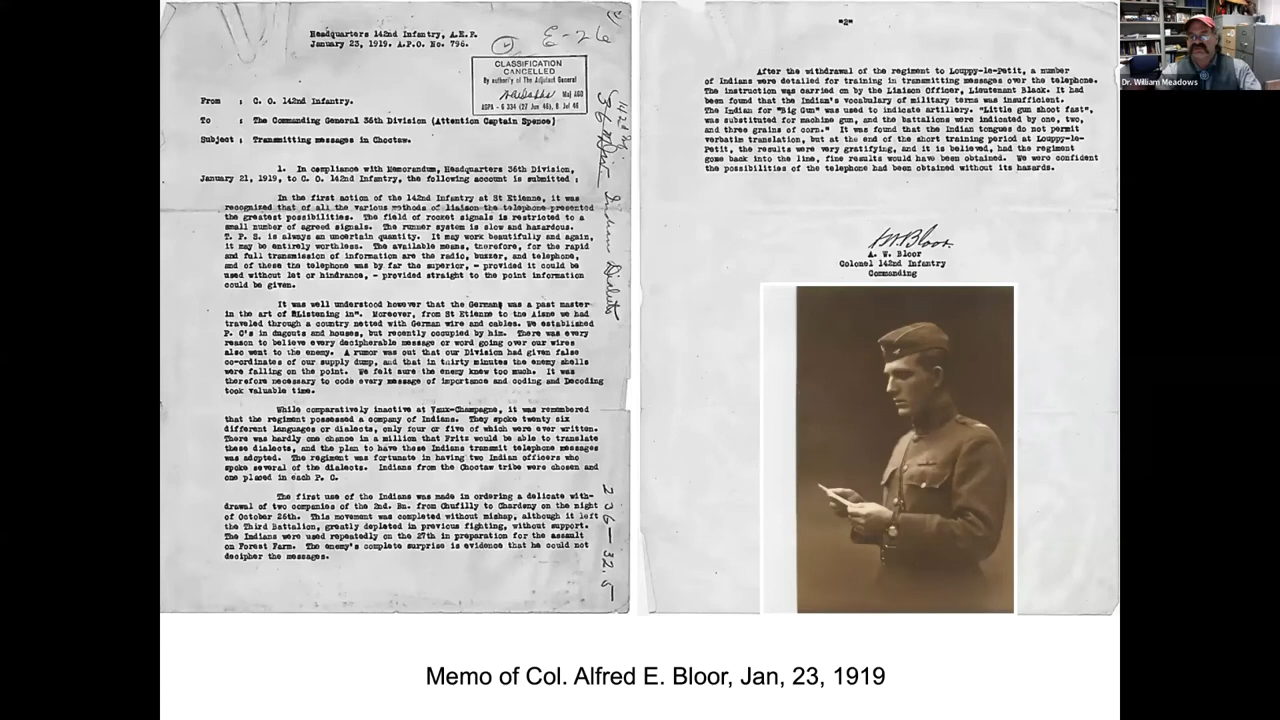 Headquarters 142nd Infantry, A.E.F.
January 23, 1919. A.P.O. No. 796.
CLASSIFICATION
CANCELLED
By authority of The Adjutant General
Maj AGD
AGPA - G 334 (27 Jun 46), 8 Jul 46
From : C. O. 142nd Infantry.
To : The Commanding General 36th Division (Attention Captain Spence)
Subject : Transmitting messages in Choctaw.
1. In compliance with Memorandum, Headquarters 36th Division,
January 21, 1919, to C. O. 142nd Infantry, the following account is submitted :
In the first action of the 142nd Infantry at St Etienne, it was
recognized that of all the various methods of liaison the telephone presented
the greatest possibilities. The field of rocket signals is restricted to a
small number of agreed signals. The runner system is slow and hazardous.
T. P. S. is always an uncertain quantity. It may work beautifully and again,
it may be entirely worthless. The available means, therefore, for the rapid
and full transmission of information are the radio, buzzer, and telephone,
and of these the telephone was by far the superior, - provided it could be
used without let or hindrance, - provided straight to the point information
could be given.
It was well understood however that the German was a past master
in the art of "Listening in". Moreover, from St Etienne to the Aisne we had
traveled through a country netted with German wire and cables. We established
P. C's in dugouts and houses, but recently occupied by him. There was every
reason to believe every decipherable message or word going over our wires
also went to the enemy. A rumor was out that our Division had given false
co-ordinates of our supply dump, and that in thirty minutes the enemy shells
were falling on the point. We felt sure the enemy knew too much. It was
therefore necessary to code every message of importance and coding and Decoding
took valuable time.
While comparatively inactive at Vaux-Champagne, it was remembered
that the regiment possessed a company of Indians. They spoke twenty six
different languages or dialects, only four or five of which were ever written.
There was hardly one chance in a million that Fritz would be able to translate
these dialects, and the plan to have these Indians transmit telephone messages
was adopted. The regiment was fortunate in having two Indian officers who
spoke several of the dialects. Indians from the Choctaw tribe were chosen and
one placed in each P. C.
The first use of the Indians was made in ordering a delicate with-
drawal of two companies of the 2nd. Bn. from Chufilly to Chardeny on the night
of October 26th. This movement was completed without mishap, although it left
the Third Battalion, greatly depleted in previous fighting, without support.
The Indians were used repeatedly on the 27th in preparation for the assault
on Forest Farm. The enemy's complete surprise is evidence that he could not
decipher the messages.
142d Inf
36 Division Indian Dialects
236-32.5
"2"
After the withdrawal of the regiment to Louppy-le-Petit, a number
of Indians were detailed for training in transmitting messages over the telephone.
The instruction was carried on by the Liaison Officer, Lieutenant Black. It had
been found that the Indian's vocabulary of military terms was insufficient.
The Indian for "Big Gun" was used to indicate artillery. "Little gun shoot fast",
was substituted for machine gun, and the battalions were indicated by one, two,
and three grains of corn." It was found that the Indian tongues do not permit
verbatim translation, but at the end of the short training period at Louppy-le-
Petit, the results were very gratifying, and it is believed, had the regiment
gone back into the line, fine results would have been obtained. We were confident
the possibilities of the telephone had been obtained without its hazards.
A. W. Bloor
A. W. Bloor
Colonel 142nd Infantry
Commanding
Memo of Col. Alfred E. Bloor, Jan, 23, 1919
Dr. William Meadows